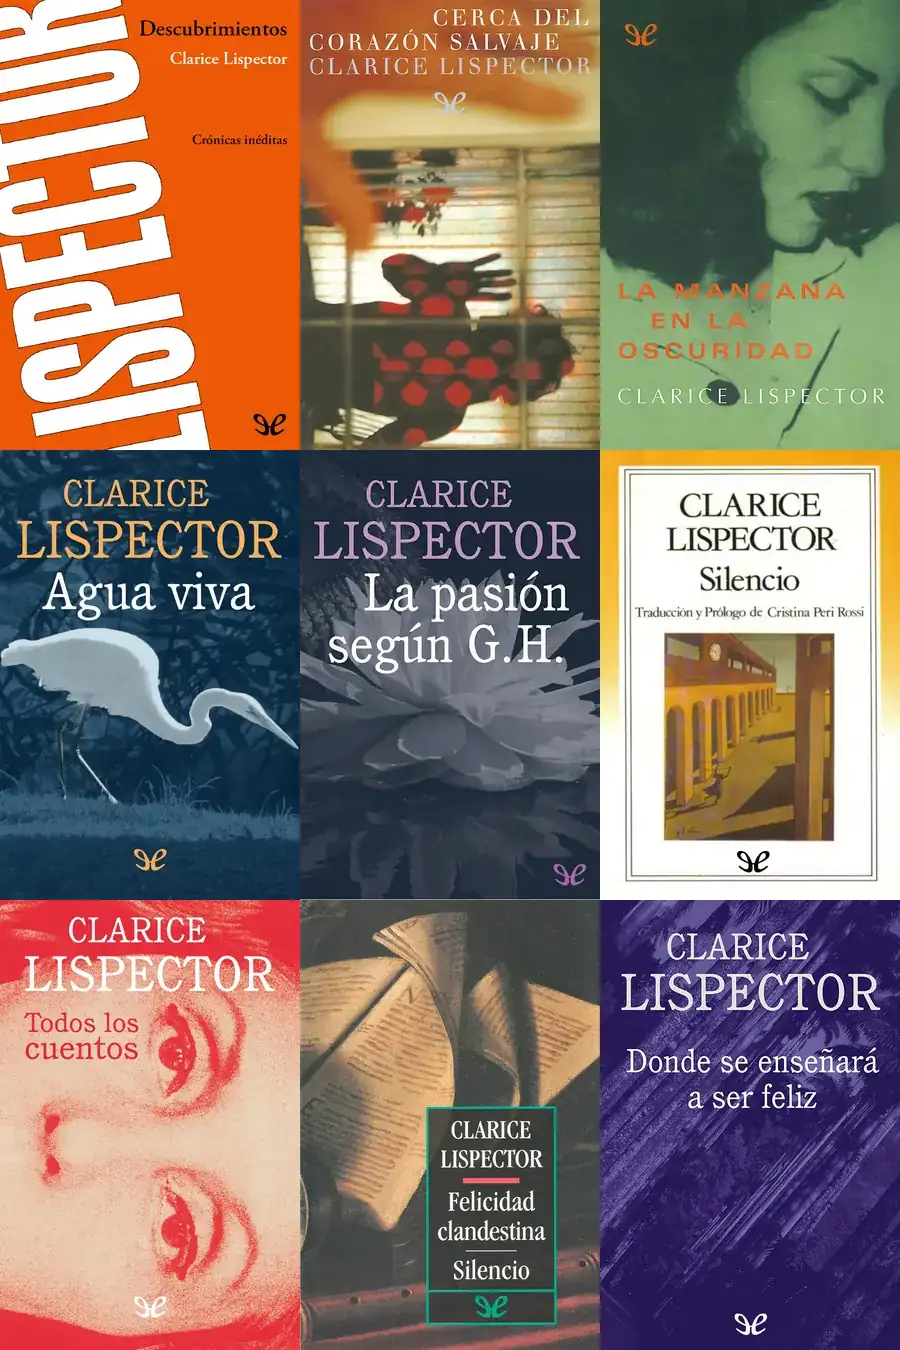 LISPECTOR
Descubrimientos
Clarice Lispector
Crónicas inéditas
CERCA DEL
CORAZÓN SALVAJE
CLARICE LISPECTOR
LA MANZANA
EN LA
OSCURIDAD
CLARICE LISPECTOR
CLARICE
LISPECTOR
Agua viva
CLARICE
LISPECTOR
La pasión
según G.H.
CLARICE
LISPECTOR
Silencio
Traducción y Prólogo de Cristina Peri Rossi
CLARICE
LISPECTOR
Todos los
cuentos
CLARICE
LISPECTOR
Felicidad
clandestina
Silencio
CLARICE
LISPECTOR
Donde se enseñará
a ser feliz